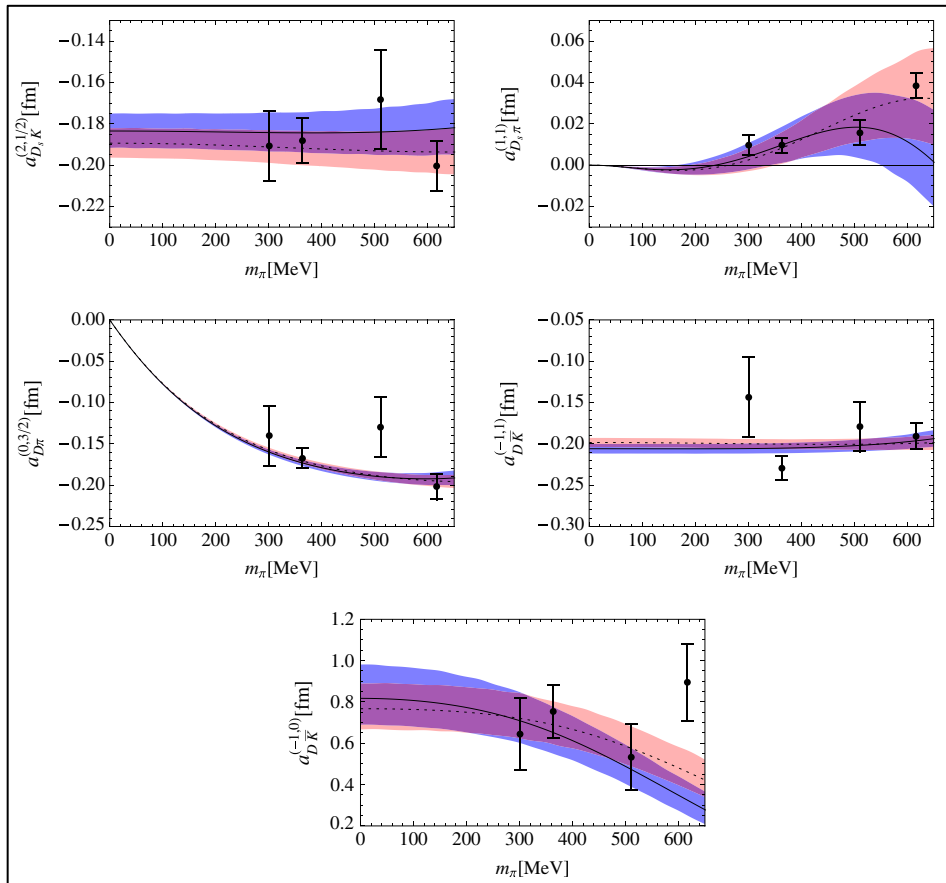 −0.14
−0.16
−0.18
−0.20
−0.22
a_{D_s K}^{(2,1/2)}[fm]
0 100 200 300 400 500 600
m_π[MeV]
0.06
0.04
0.02
0.00
−0.02
a_{D_s π}^{(1,1)}[fm]
0 100 200 300 400 500 600
m_π[MeV]
0.00
−0.05
−0.10
−0.15
−0.20
−0.25
a_{Dπ}^{(0,3/2)}[fm]
0 100 200 300 400 500 600
m_π[MeV]
−0.05
−0.10
−0.15
−0.20
−0.25
−0.30
a_{D K̅}^{(−1,1)}[fm]
0 100 200 300 400 500 600
m_π[MeV]
1.2
1.0
0.8
0.6
0.4
0.2
a_{D K̅}^{(−1,0)}[fm]
0 100 200 300 400 500 600
m_π[MeV]